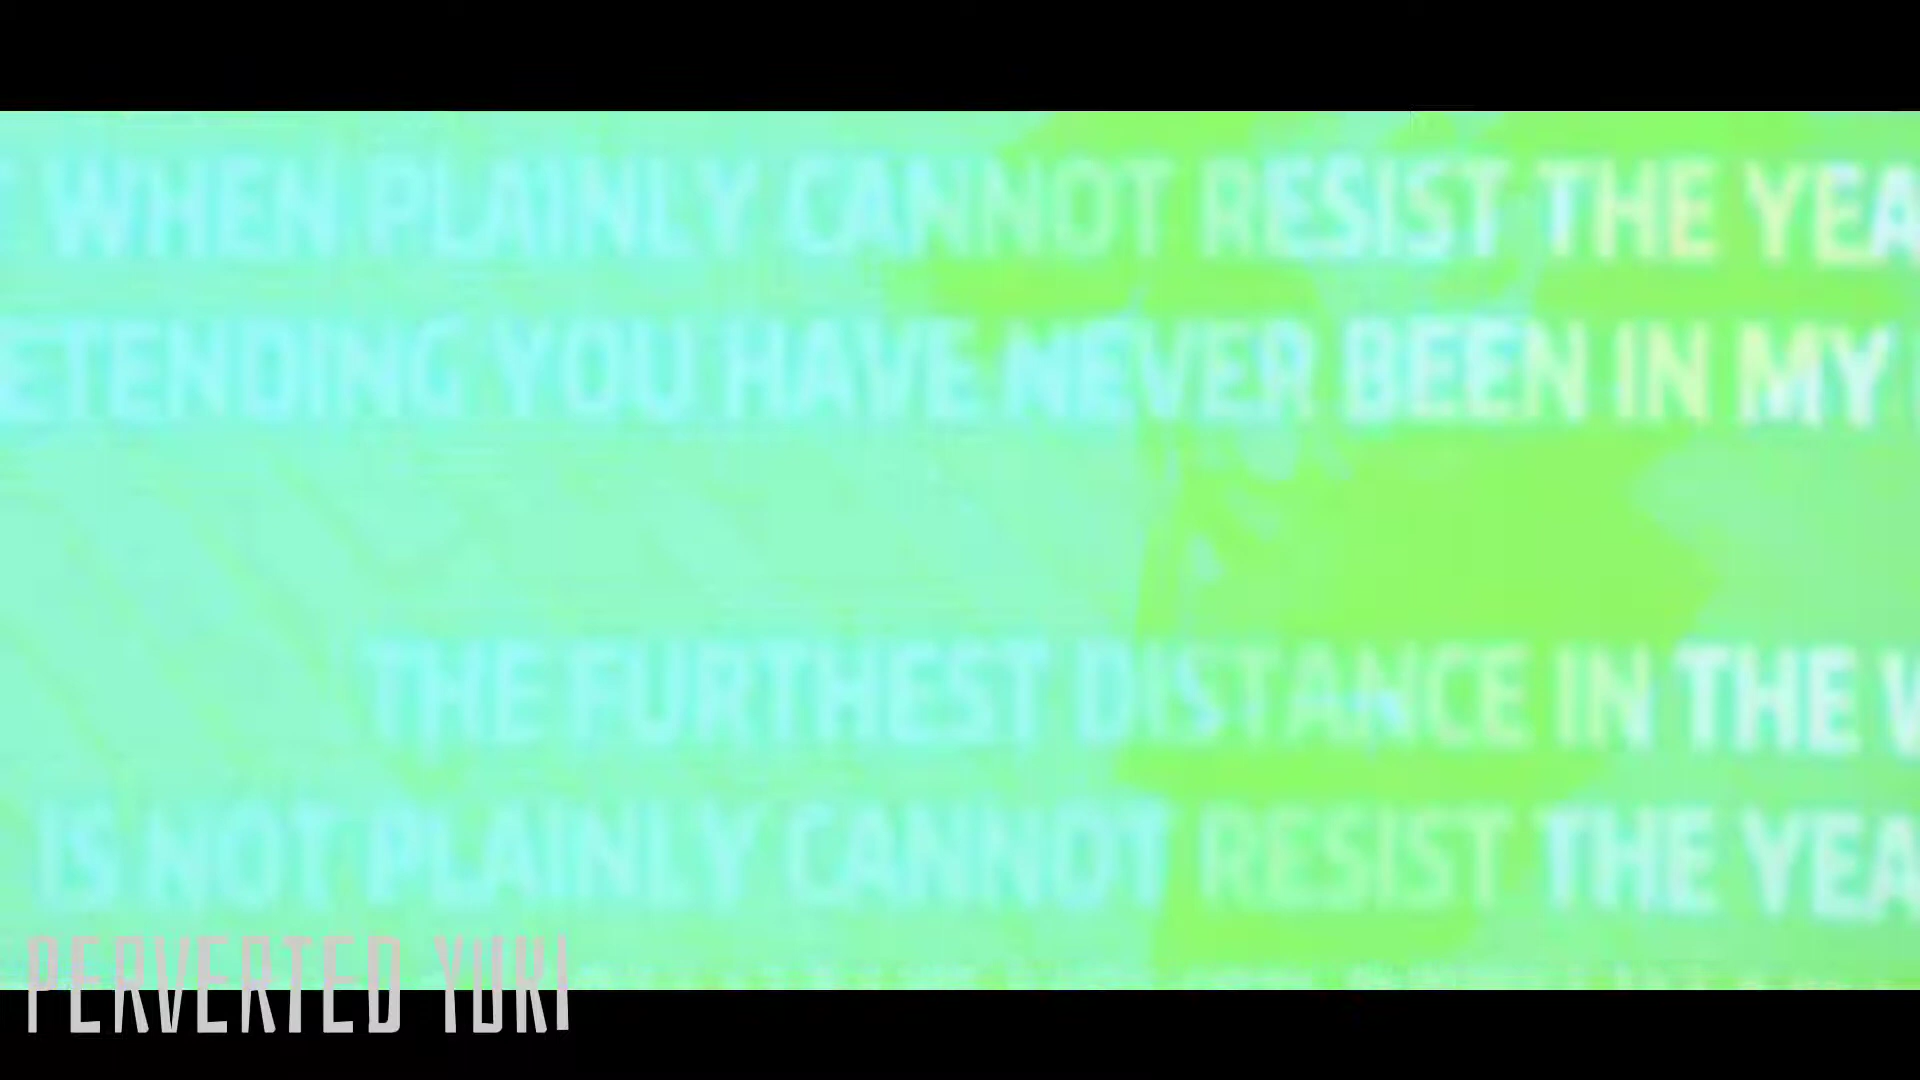 WHEN PLAINLY CANNOT RESIST THE YEA
ETENDING YOU HAVE NEVER BEEN IN MY
THE FURTHEST DISTANCE IN THE W
IS NOT PLAINLY CANNOT RESIST THE YEA
PERVERTED YUKI